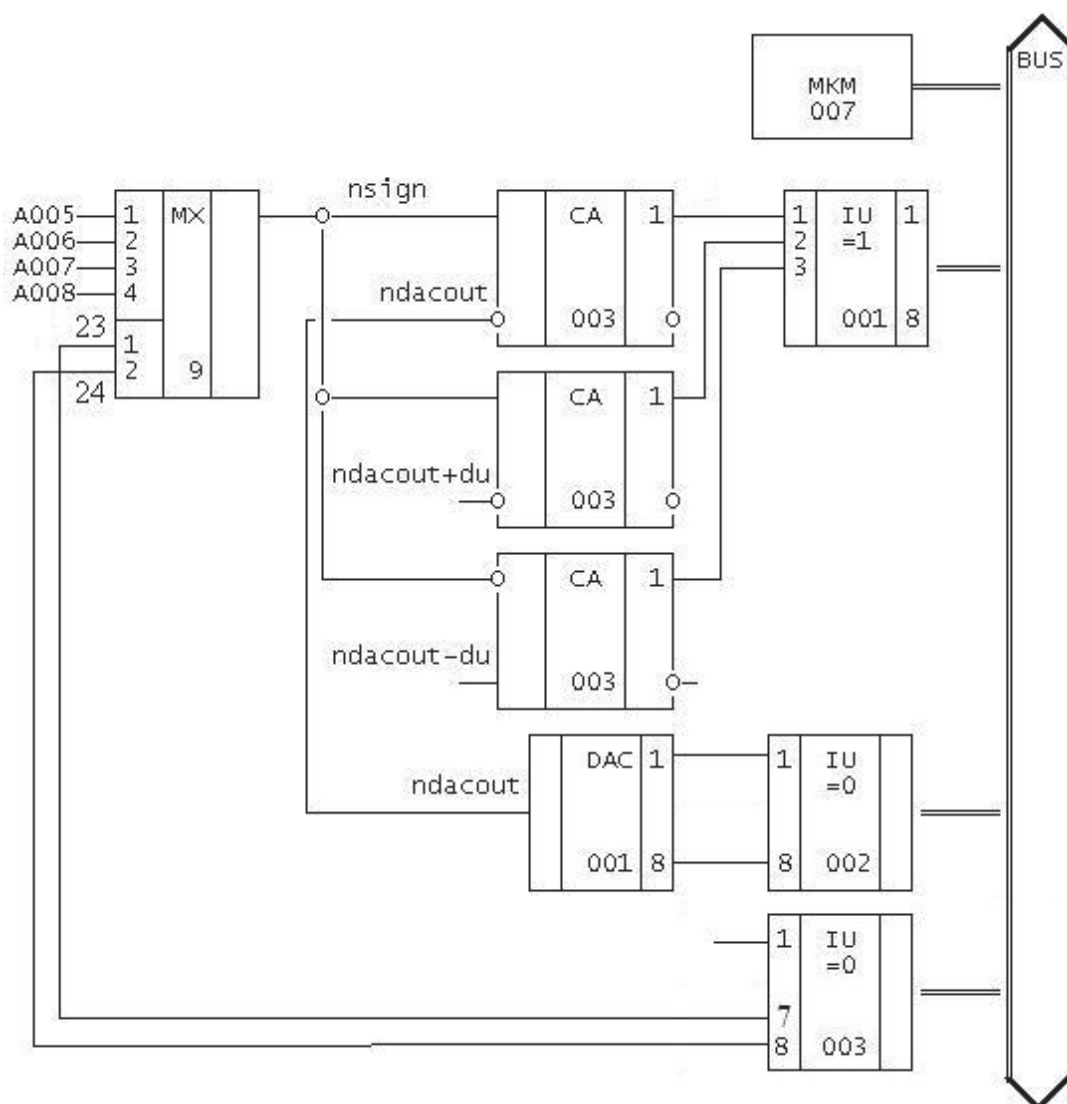 BUS
MKM
007
nsign
A005 1 MX
A006 2
A007 3
A008 4
23
1
2 9
24
CA 1
ndacout
003
1 IU 1
2 =1
3
001 8
CA 1
ndacout+du
003
CA 1
ndacout-du
003
DAC 1
ndacout
001 8
1 IU
=0
8 002
1 IU
=0
7
8 003